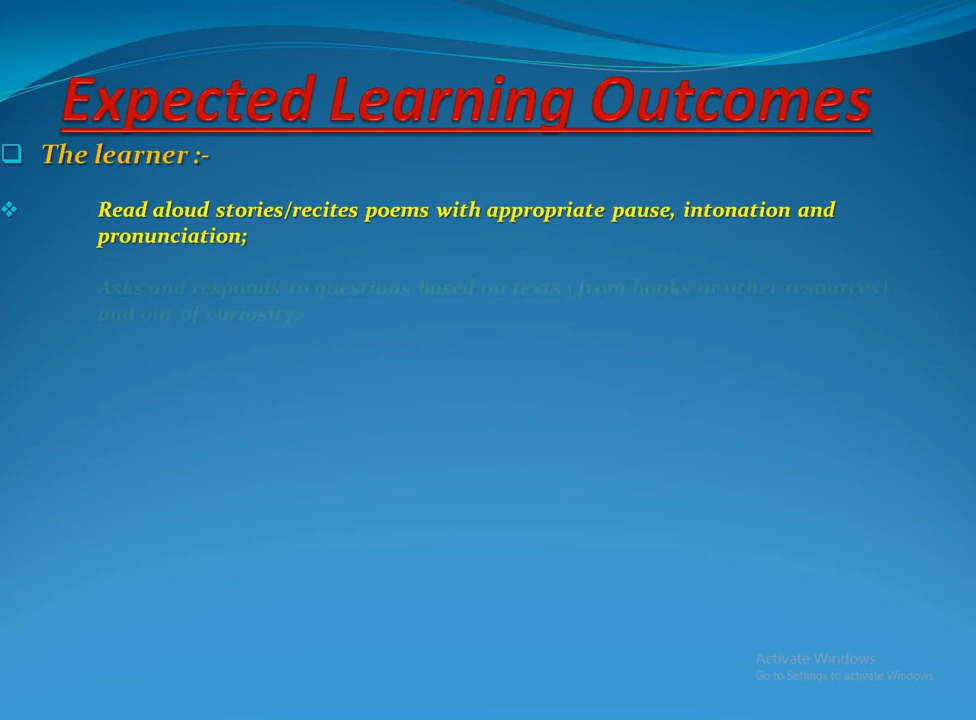 Expected Learning Outcomes
The learner :-
Read aloud stories/recites poems with appropriate pause, intonation and
pronunciation;
Asks and responds to questions based on texts (from books or other resources)
and out of curiosity;
Activate Windows
Go to Settings to activate Windows.